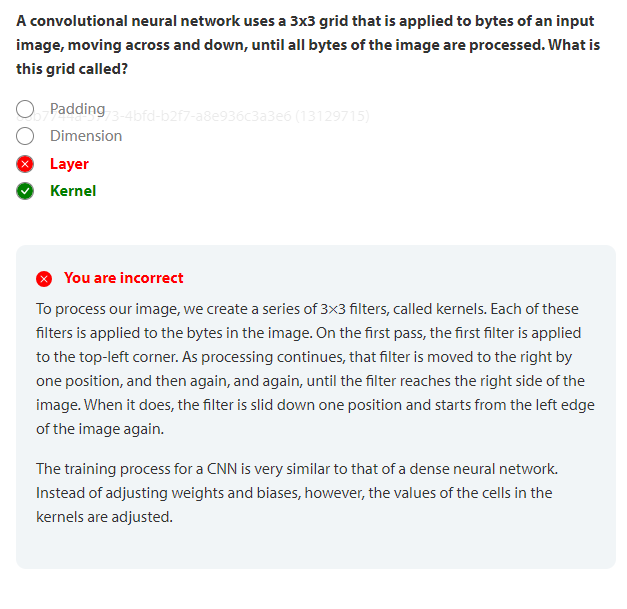 A convolutional neural network uses a 3x3 grid that is applied to bytes of an input
image, moving across and down, until all bytes of the image are processed. What is
this grid called?
Padding
Dimension
Layer
Kernel
You are incorrect
To process our image, we create a series of 3×3 filters, called kernels. Each of these
filters is applied to the bytes in the image. On the first pass, the first filter is applied
to the top-left corner. As processing continues, that filter is moved to the right by
one position, and then again, and again, until the filter reaches the right side of the
image. When it does, the filter is slid down one position and starts from the left edge
of the image again.
The training process for a CNN is very similar to that of a dense neural network.
Instead of adjusting weights and biases, however, the values of the cells in the
kernels are adjusted.